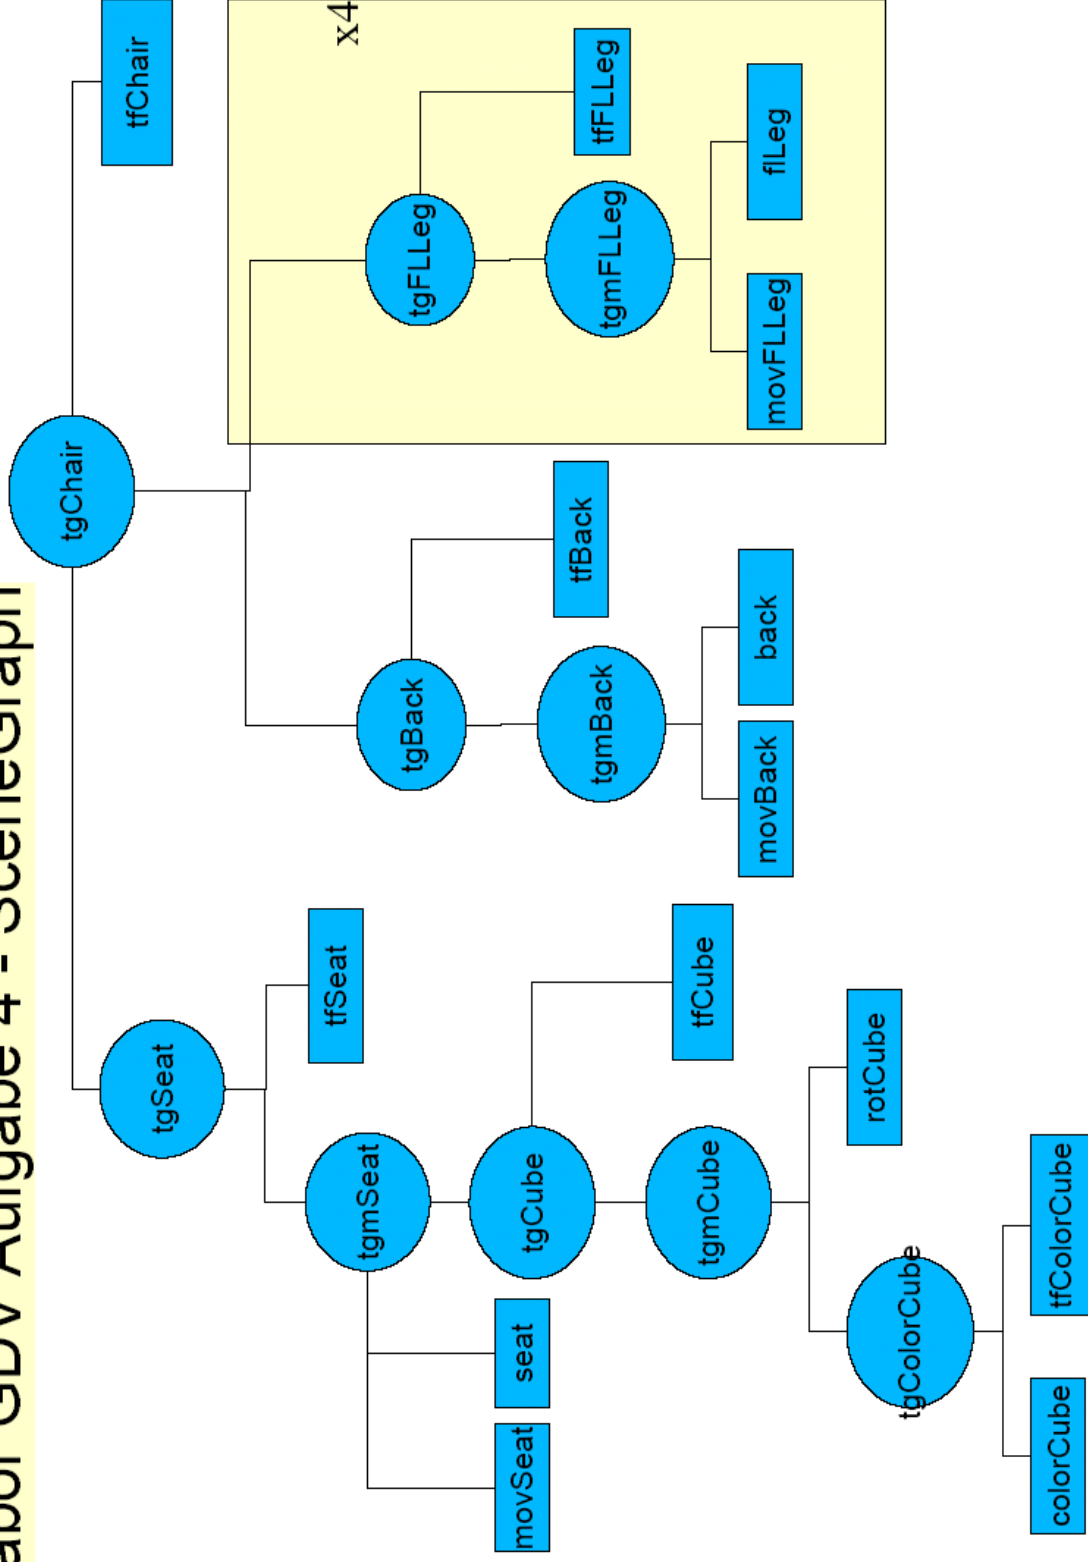 abor GDV Aufgabe 4 - SceneGraph
tgChair
tfChair
x4
tgSeat
tfSeat
tgmSeat
movSeat
seat
tgCube
tfCube
tgmCube
rotCube
tgColorCube
colorCube
tfColorCube
tgBack
tfBack
tgmBack
movBack
back
tgFLLeg
tfFLLeg
tgmFLLeg
movFLLeg
flLeg